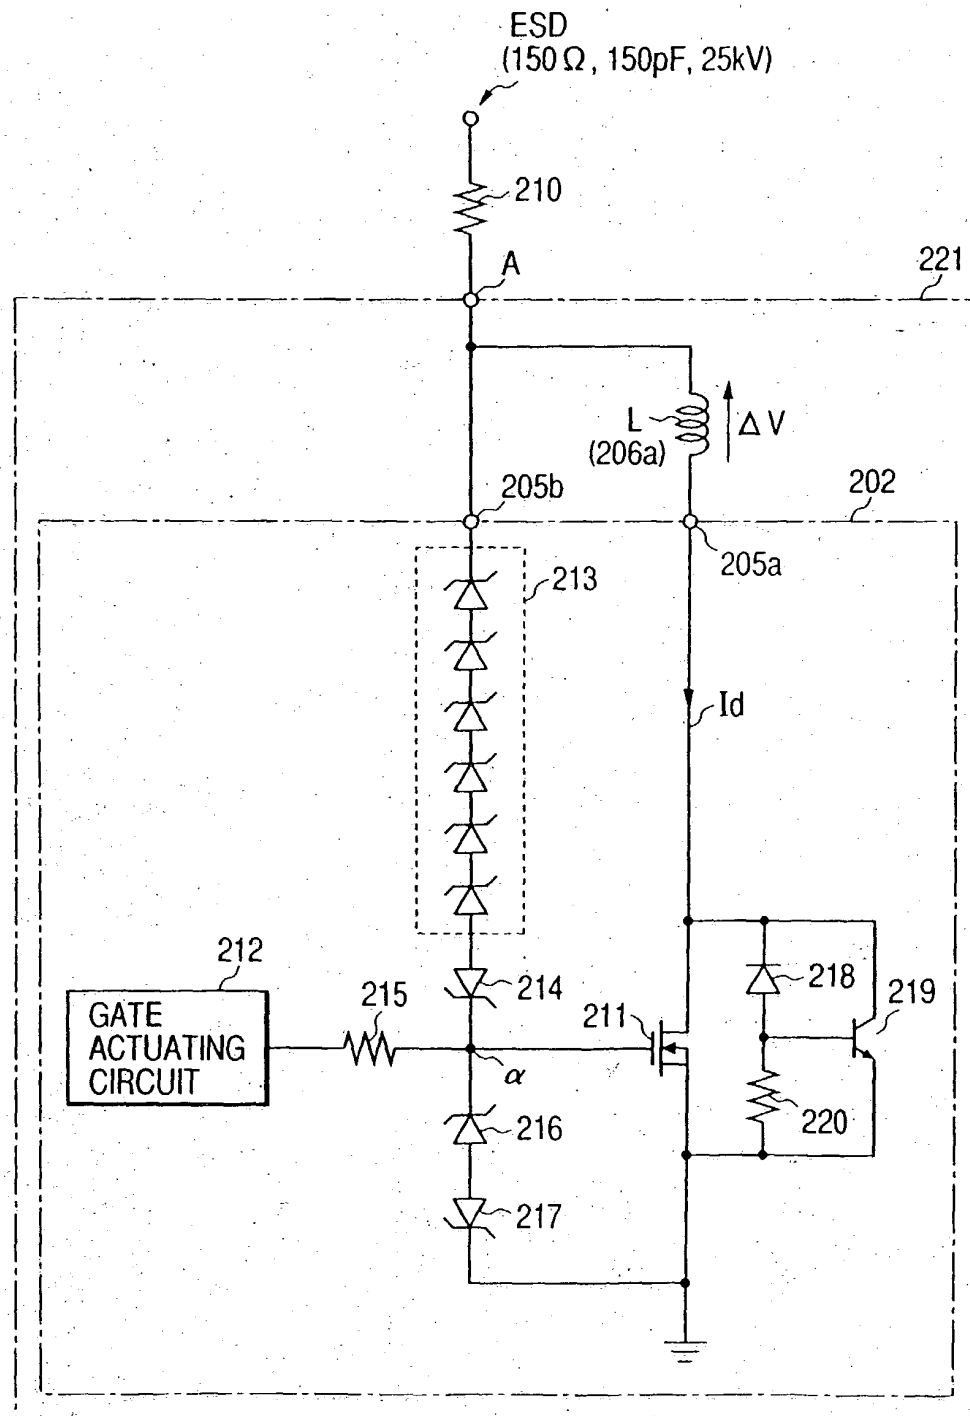 ESD
(150Ω, 150pF, 25kV)
210
A
221
L
(206a)
ΔV
205b
202
205a
213
Id
212
GATE
ACTUATING
CIRCUIT
215
214
α
211
218
219
216
220
217